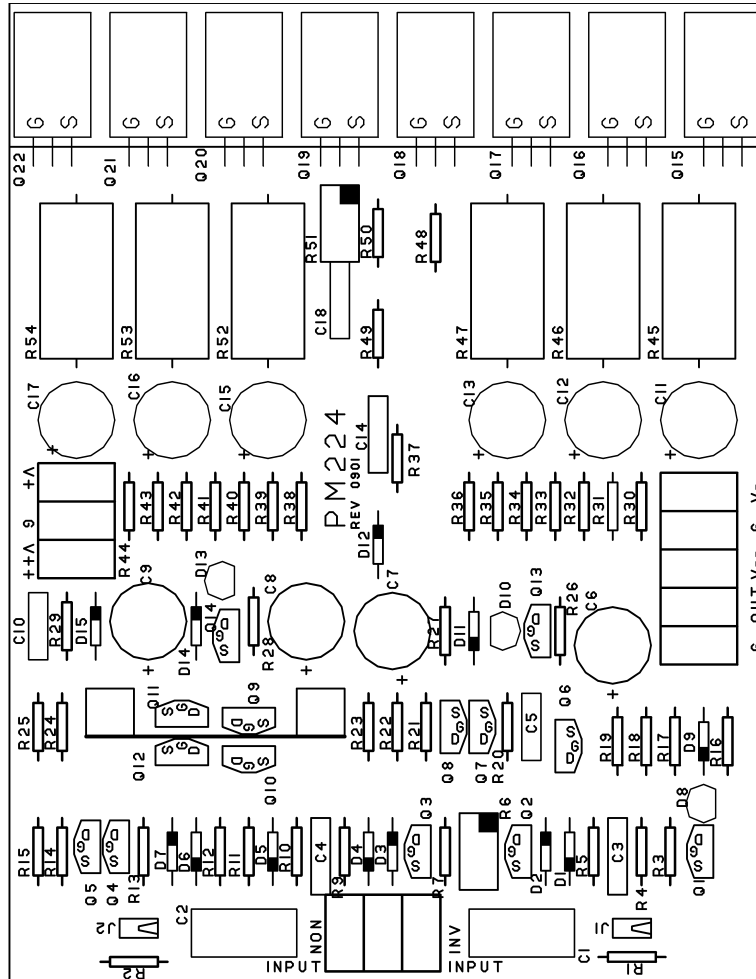 G S G S G S G S G S G S G S G S
Q22 Q21 Q20 Q19 Q18 Q17 Q16 Q15
R54 R53 R52 R51 R50 R48 R47 R46 R45
C18 R49
C17 C16 C15 C13 C12 C11
PM224
REV 0901
C14 R37
V+
G
V++
R44 R43 R42 R41 R40 R39 R38 R36 R35 R34 R33 R32 R31 R30
D12
C10 R29 D15 C9 D14 D13 Q14 R28 C8 C7 R27 D11 D10 Q13 R26 C6
OUT
R25 R24 Q11 Q12 Q9 Q10 R23 R22 R21 Q8 Q7 R20 C5 Q6 R19 R18 R17 D9 R16
D8
R15 R14 Q5 Q4 R13 D7 D6 R12 R11 D5 R10 C4 R9 D4 D3 Q3 R7 R6 Q2 D2 D1 R5 C3 R4 R3 Q1
J2 C2 NON INV C1 J1
R2 INPUT INPUT R1